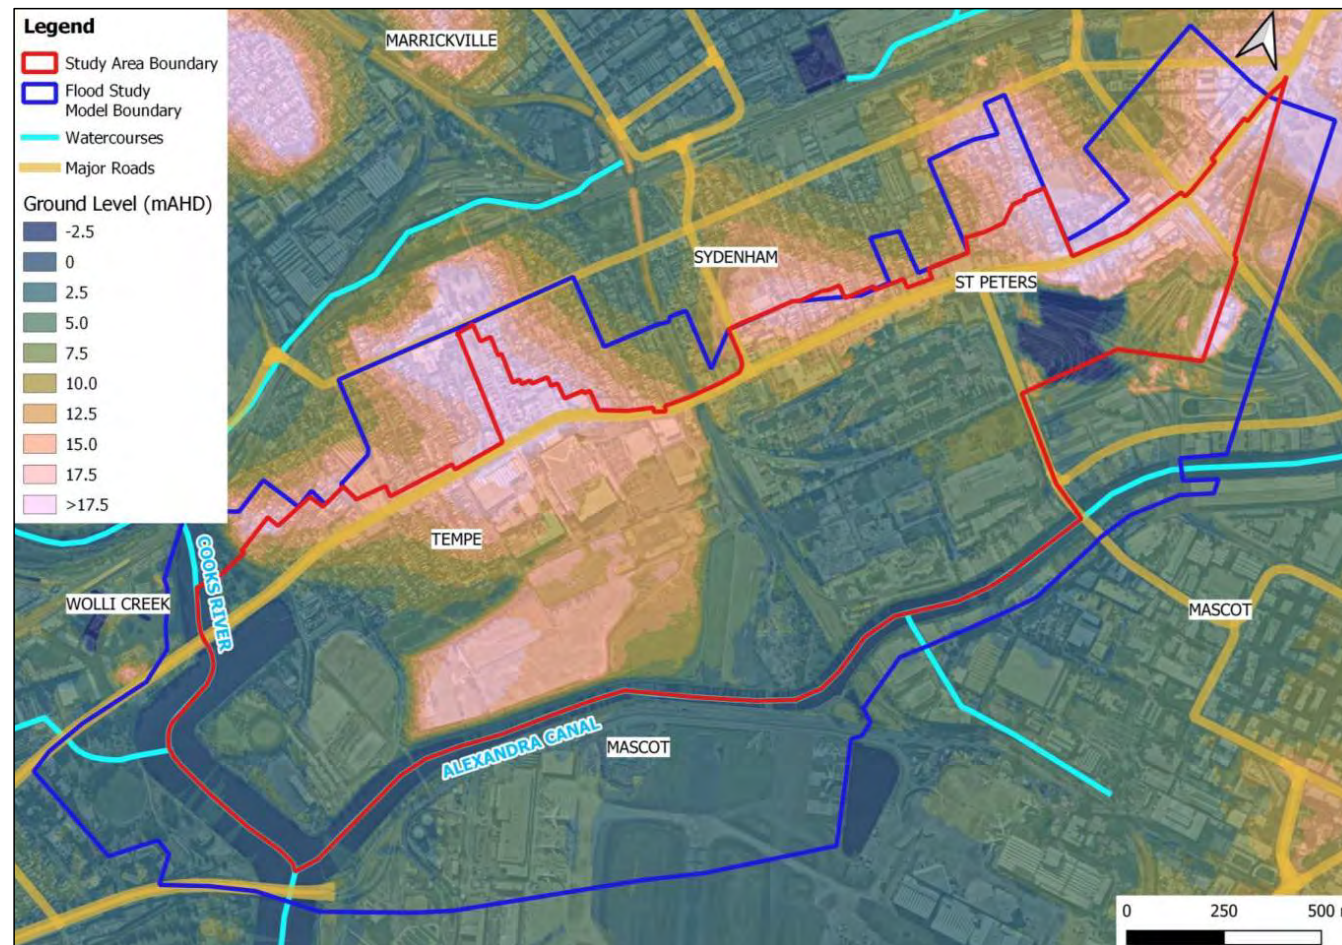 Legend
Study Area Boundary
Flood Study
Model Boundary
Watercourses
Major Roads
Ground Level (mAHD)
-2.5
0
2.5
5.0
7.5
10.0
12.5
15.0
17.5
>17.5
MARRICKVILLE
SYDENHAM
ST PETERS
TEMPE
COOKS RIVER
WOLLI CREEK
MASCOT
ALEXANDRA CANAL
MASCOT
0 250 500